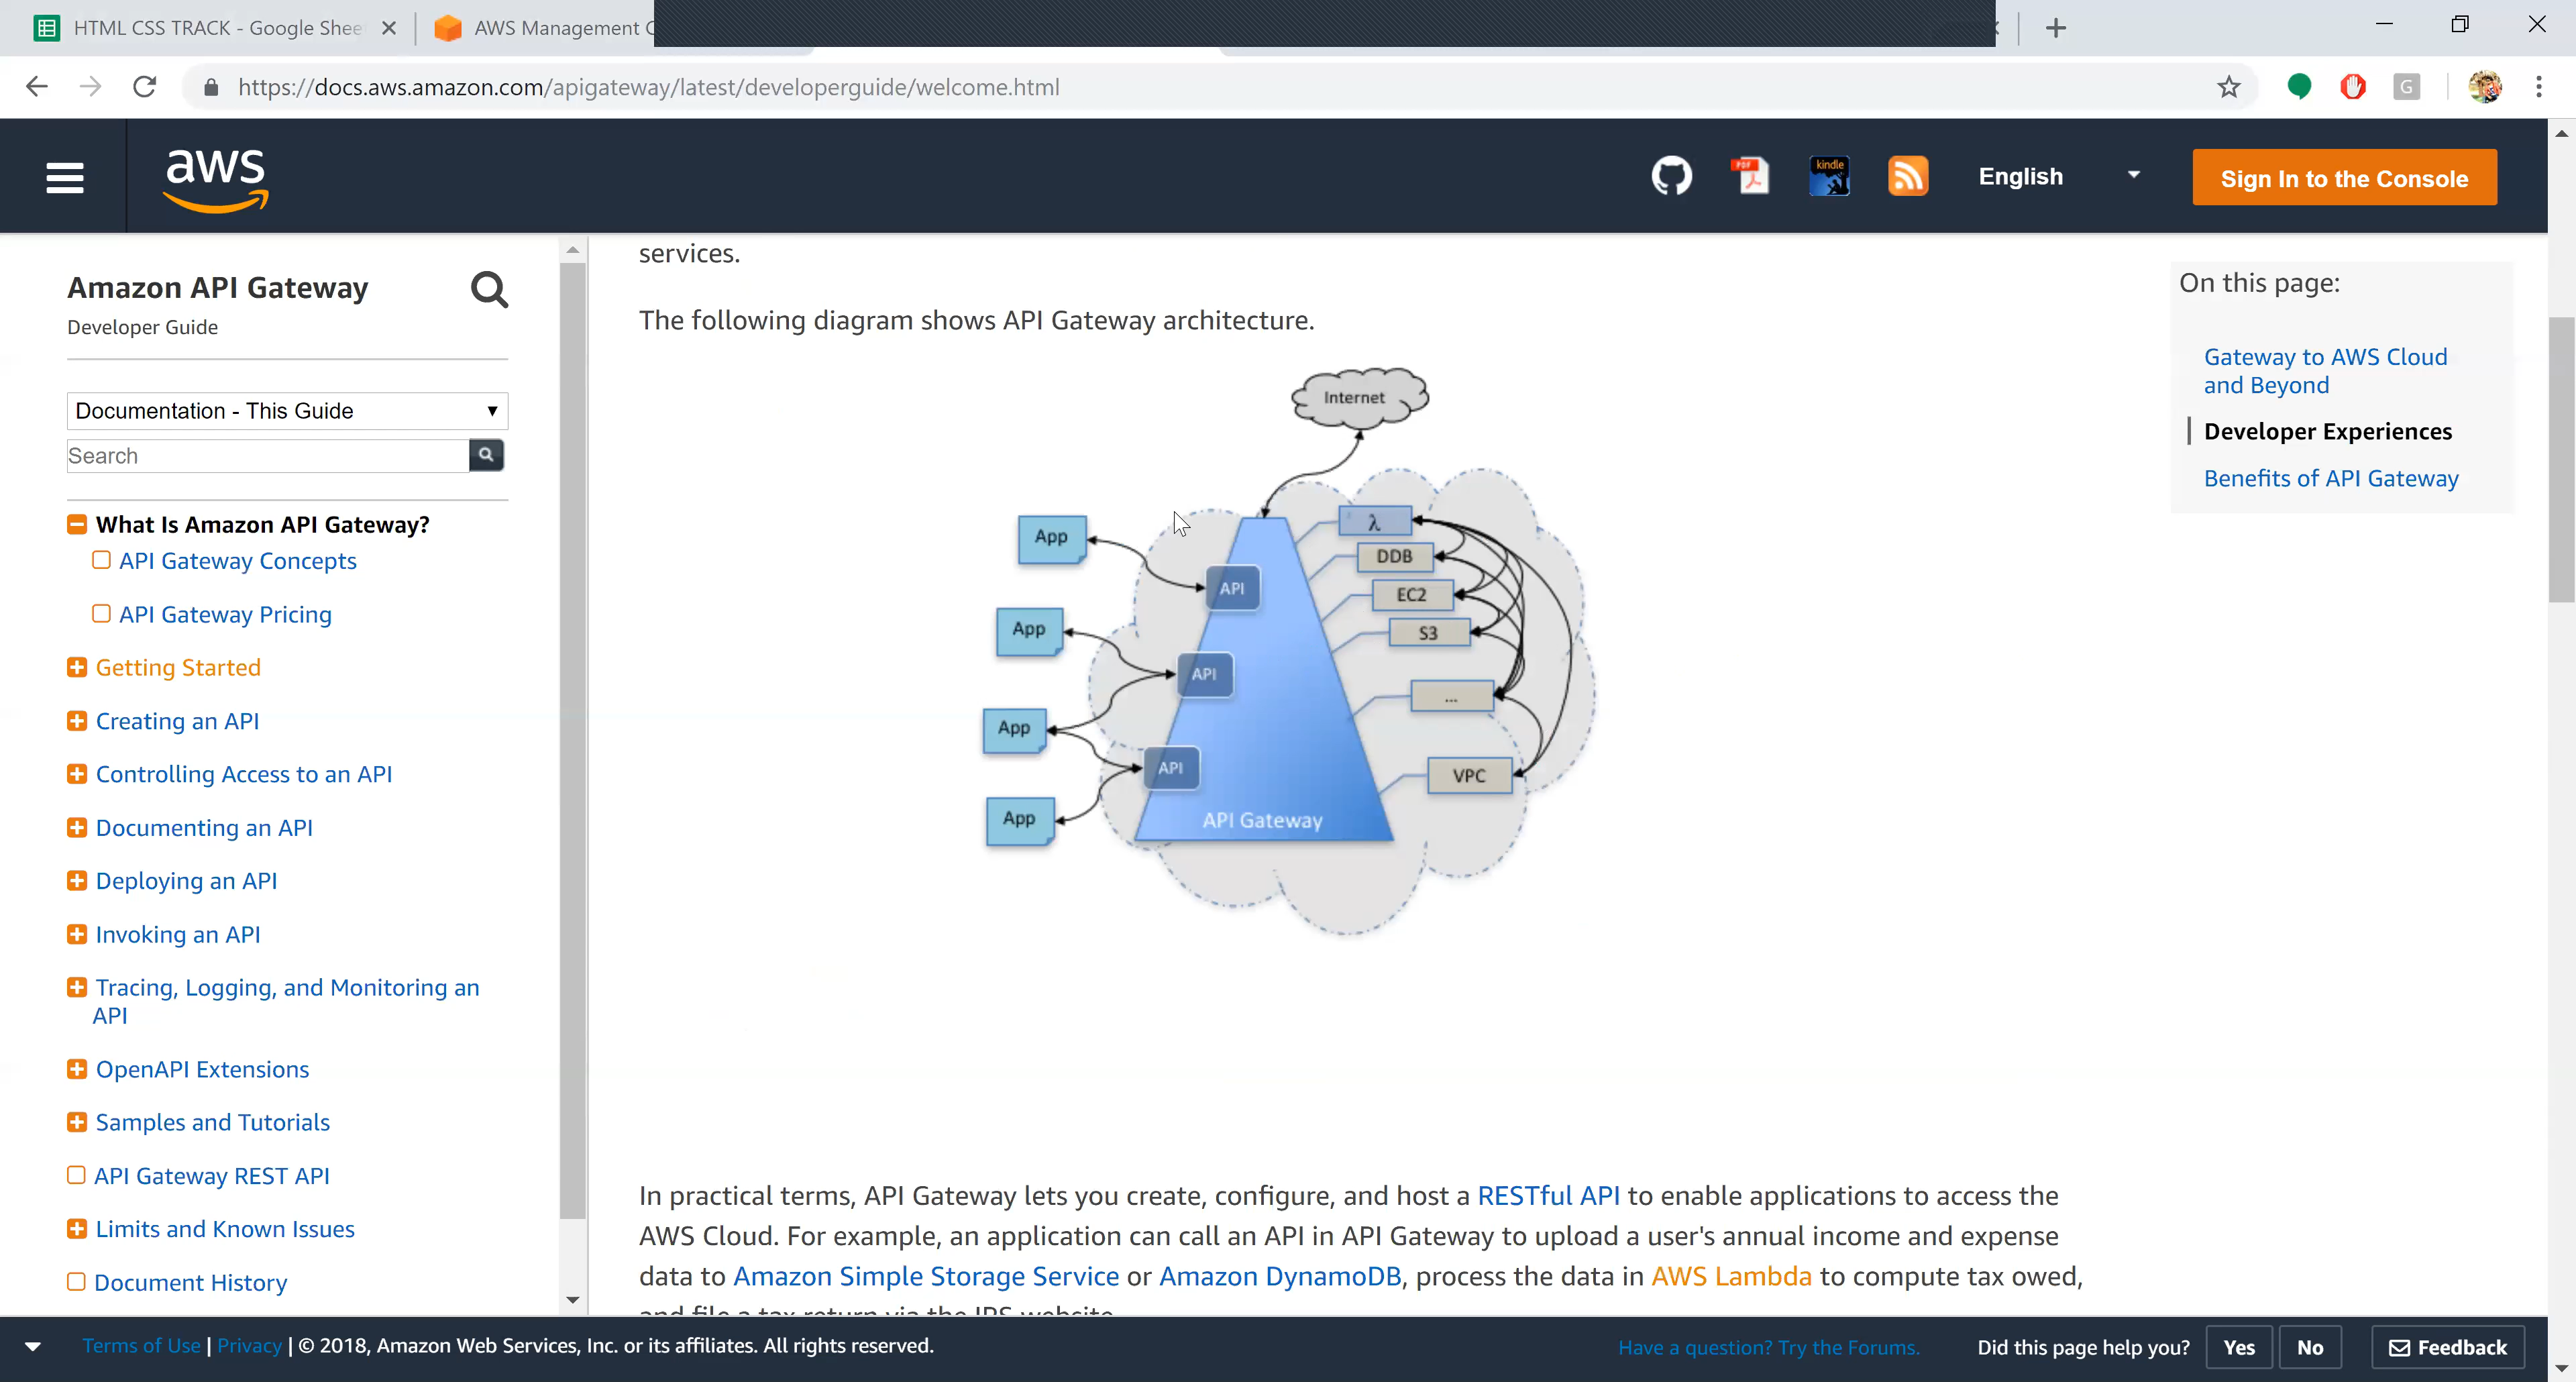 HTML CSS TRACK - Google Shee
AWS Management
https://docs.aws.amazon.com/apigateway/latest/developerguide/welcome.html
G
aws
PDF
kindle
English
Sign In to the Console
Amazon API Gateway
Developer Guide
Documentation - This Guide
Search
What Is Amazon API Gateway?
API Gateway Concepts
API Gateway Pricing
Getting Started
Creating an API
Controlling Access to an API
Documenting an API
Deploying an API
Invoking an API
Tracing, Logging, and Monitoring an
API
OpenAPI Extensions
Samples and Tutorials
API Gateway REST API
Limits and Known Issues
Document History
services.
The following diagram shows API Gateway architecture.
Internet
App
App
App
App
API
API
API
API Gateway
λ
DDB
EC2
S3
...
VPC
In practical terms, API Gateway lets you create, configure, and host a RESTful API to enable applications to access the
AWS Cloud. For example, an application can call an API in API Gateway to upload a user's annual income and expense
data to Amazon Simple Storage Service or Amazon DynamoDB, process the data in AWS Lambda to compute tax owed,
and file a tax return via the IRS website.
On this page:
Gateway to AWS Cloud
and Beyond
Developer Experiences
Benefits of API Gateway
Terms of Use | Privacy | © 2018, Amazon Web Services, Inc. or its affiliates. All rights reserved.
Have a question? Try the Forums.
Did this page help you?
Yes
No
Feedback